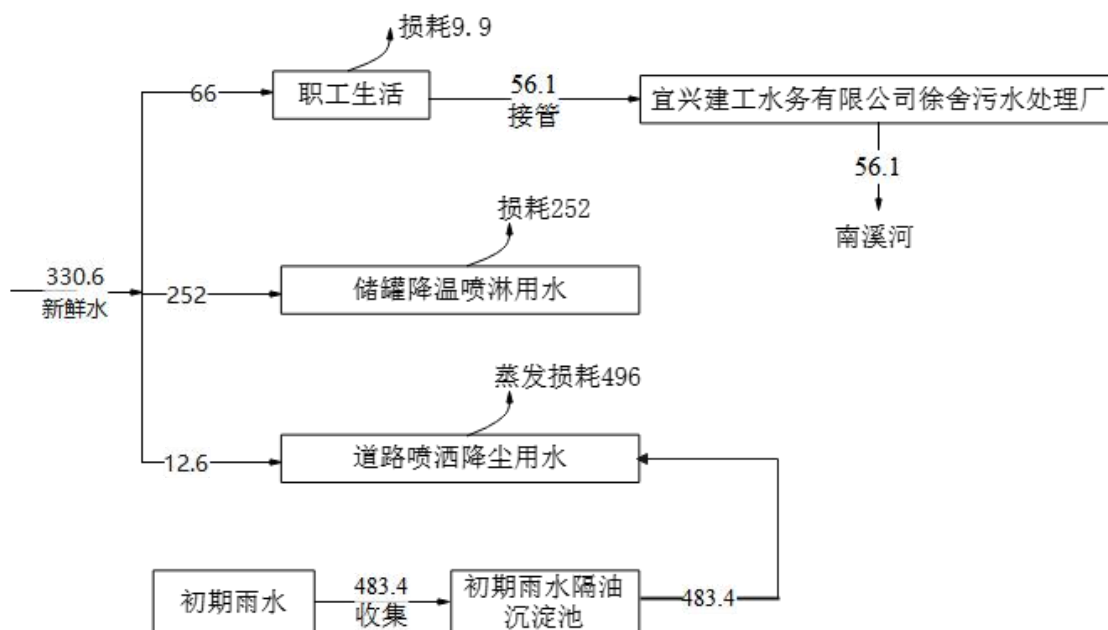 损耗9.9
66
职工生活
56.1
接管
宜兴建工水务有限公司徐舍污水处理厂
56.1
南溪河
损耗252
330.6
新鲜水
252
储罐降温喷淋用水
蒸发损耗496
12.6
道路喷洒降尘用水
初期雨水
483.4
收集
初期雨水隔油
沉淀池
483.4